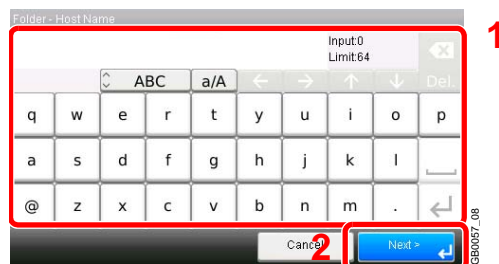 Folder - Host Name
1
Input:0
Limit:64
ABC a/A Del.
q w e r t y u i o p
a s d f g h j k l
@ z x c v b n m .
Cancel 2 Next >
GB0057_08